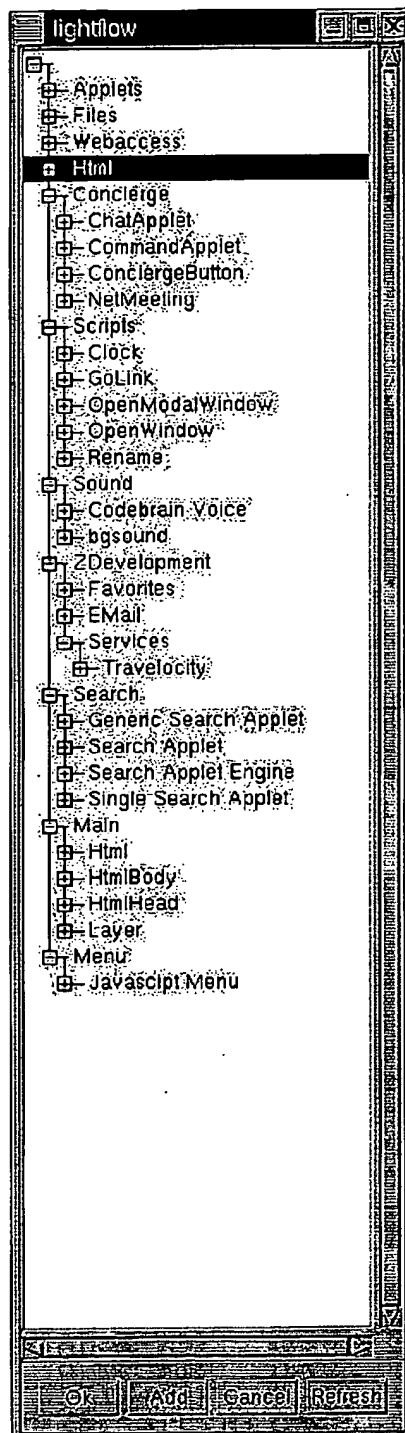 lightflow
Applets
Files
Webaccess
Html
Concierge
ChatApplet
CommandApplet
ConciergeButton
NetMeeting
Scripts
Clock
GoLink
OpenModalWindow
OpenWindow
Rename
Sound
Codebrain Voice
bgsound
ZDevelopment
Favorites
EMail
Services
Travelocity
Search
Generic Search Applet
Search Applet
Search Applet Engine
Single Search Applet
Main
Html
HtmlBody
HtmlHead
Layer
Menu
Javascipt Menu
Ok Add Cancel Refresh